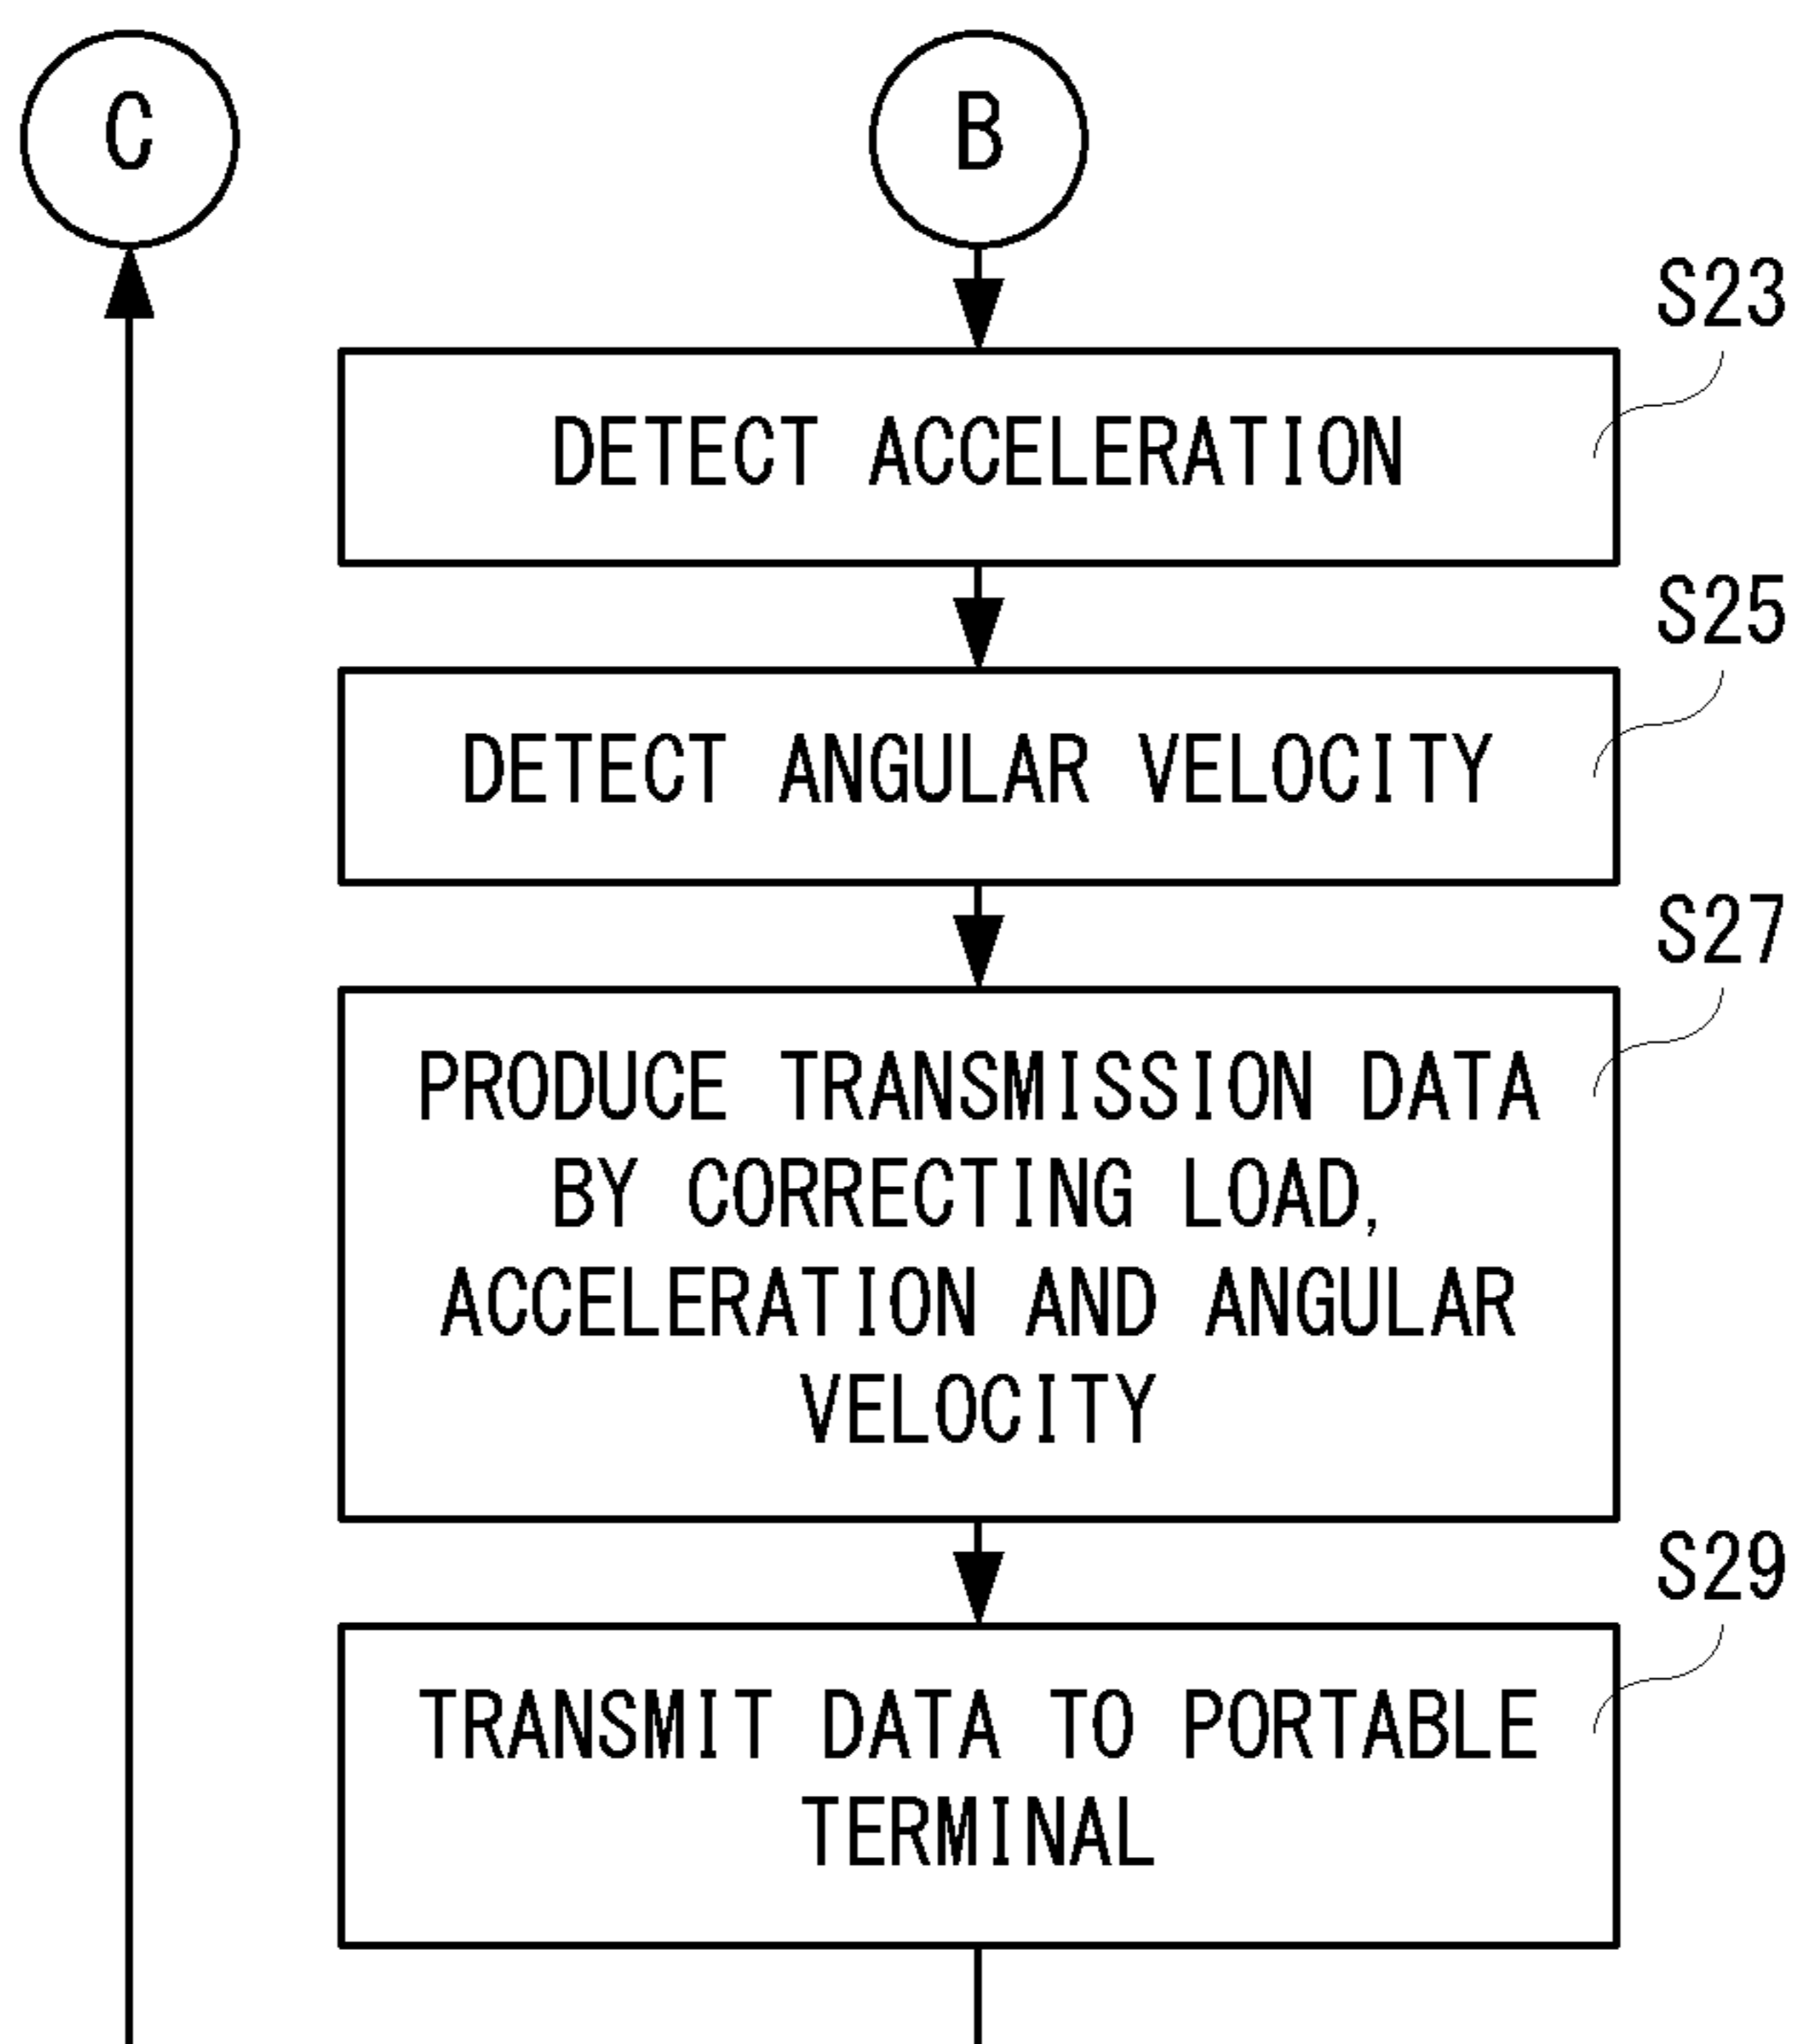 C
B
S23
DETECT ACCELERATION
S25
DETECT ANGULAR VELOCITY
S27
PRODUCE TRANSMISSION DATA
BY CORRECTING LOAD,
ACCELERATION AND ANGULAR
VELOCITY
S29
TRANSMIT DATA TO PORTABLE
TERMINAL